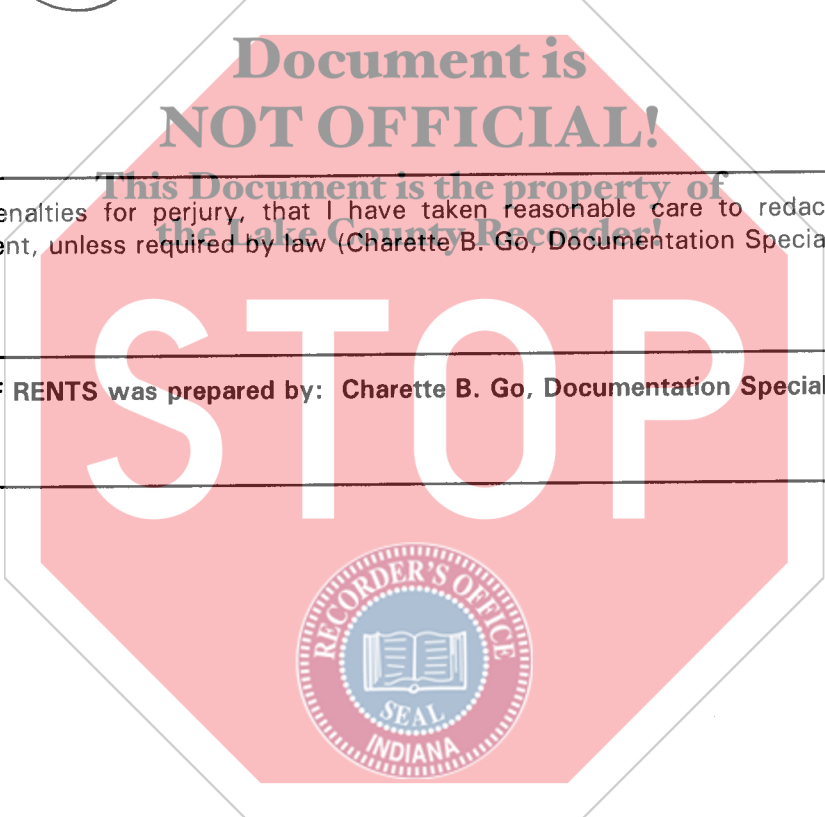 Document is
NOT OFFICIAL!
This Document is the property of
the Lake County Recorder!
enalties for perjury, that I have taken reasonable care to redac
ent, unless required by law (Charette B. Go, Documentation Specia
STOP
RENTS was prepared by: Charette B. Go, Documentation Special
RECORDER'S OFFICE
SEAL
INDIANA